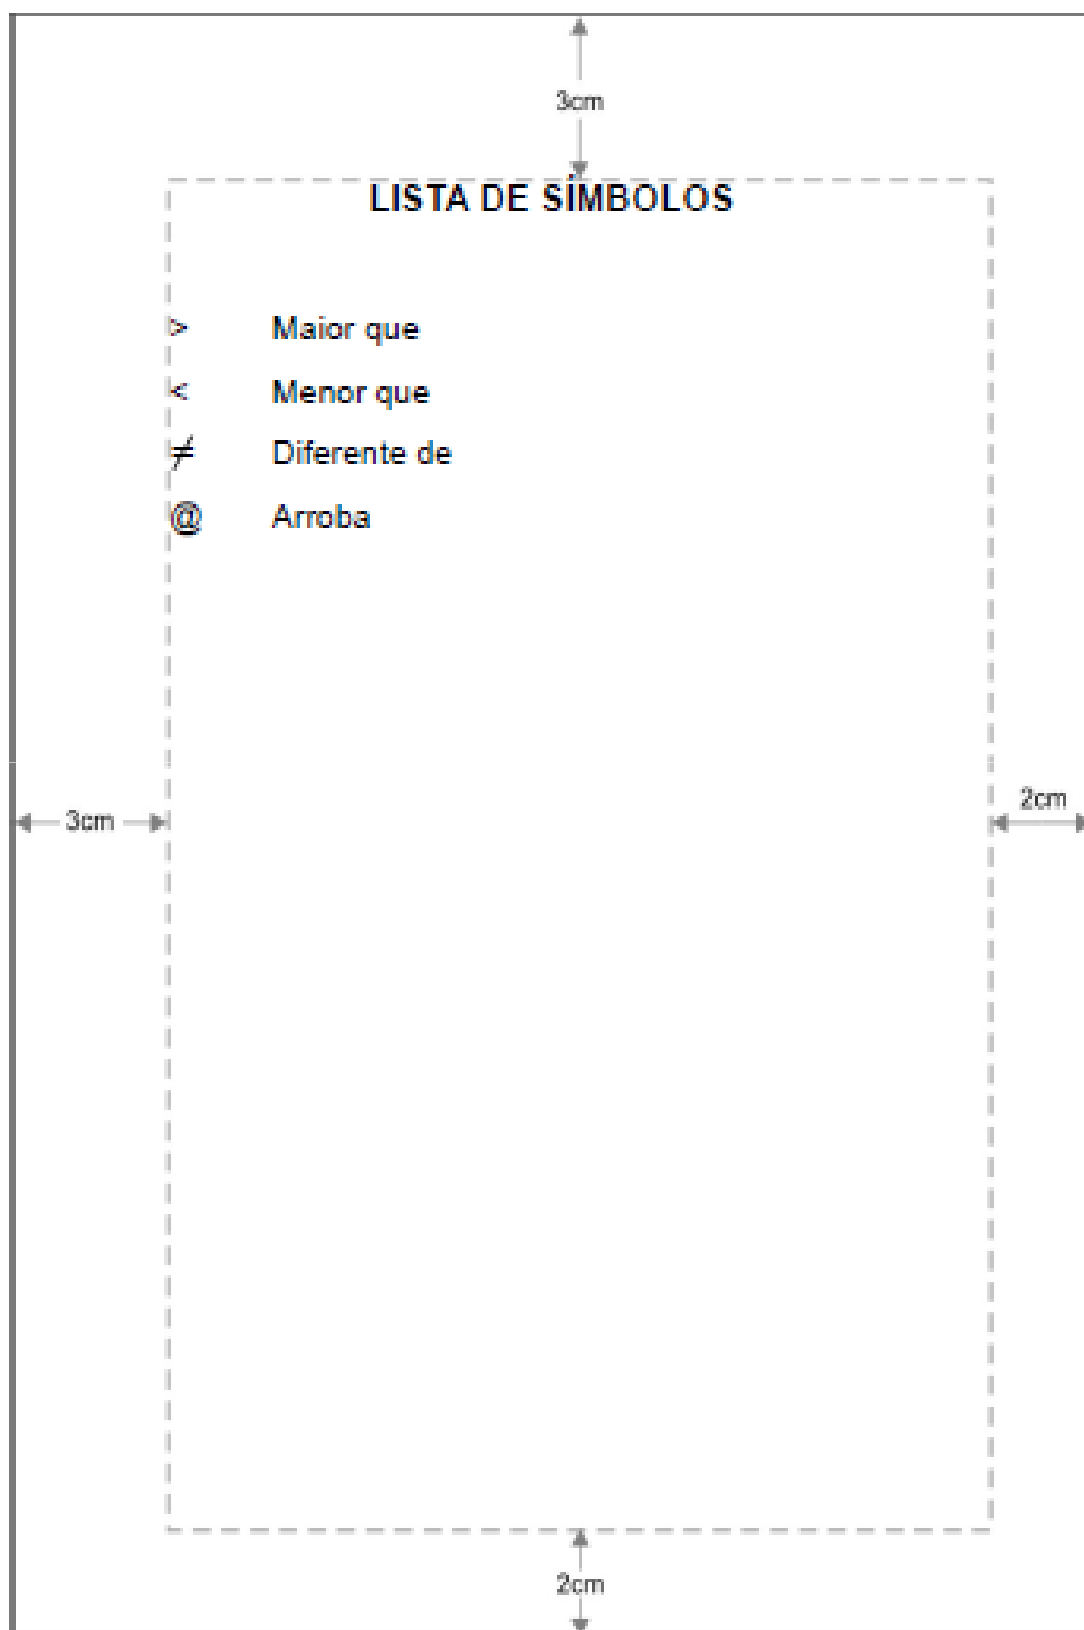 3cm
LISTA DE SÍMBOLOS
> Maior que
< Menor que
≠ Diferente de
@ Arroba
3cm
2cm
2cm